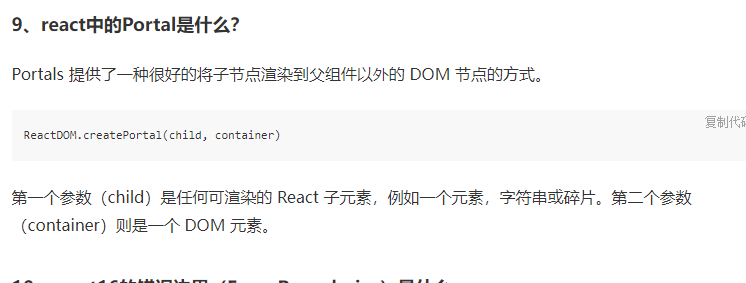 9、react中的Portal是什么?
Portals 提供了一种很好的将子节点渲染到父组件以外的 DOM 节点的方式。
复制代
ReactDOM.createPortal(child, container)
第一个参数（child）是任何可渲染的 React 子元素，例如一个元素，字符串或碎片。第二个参数
（container）则是一个 DOM 元素。